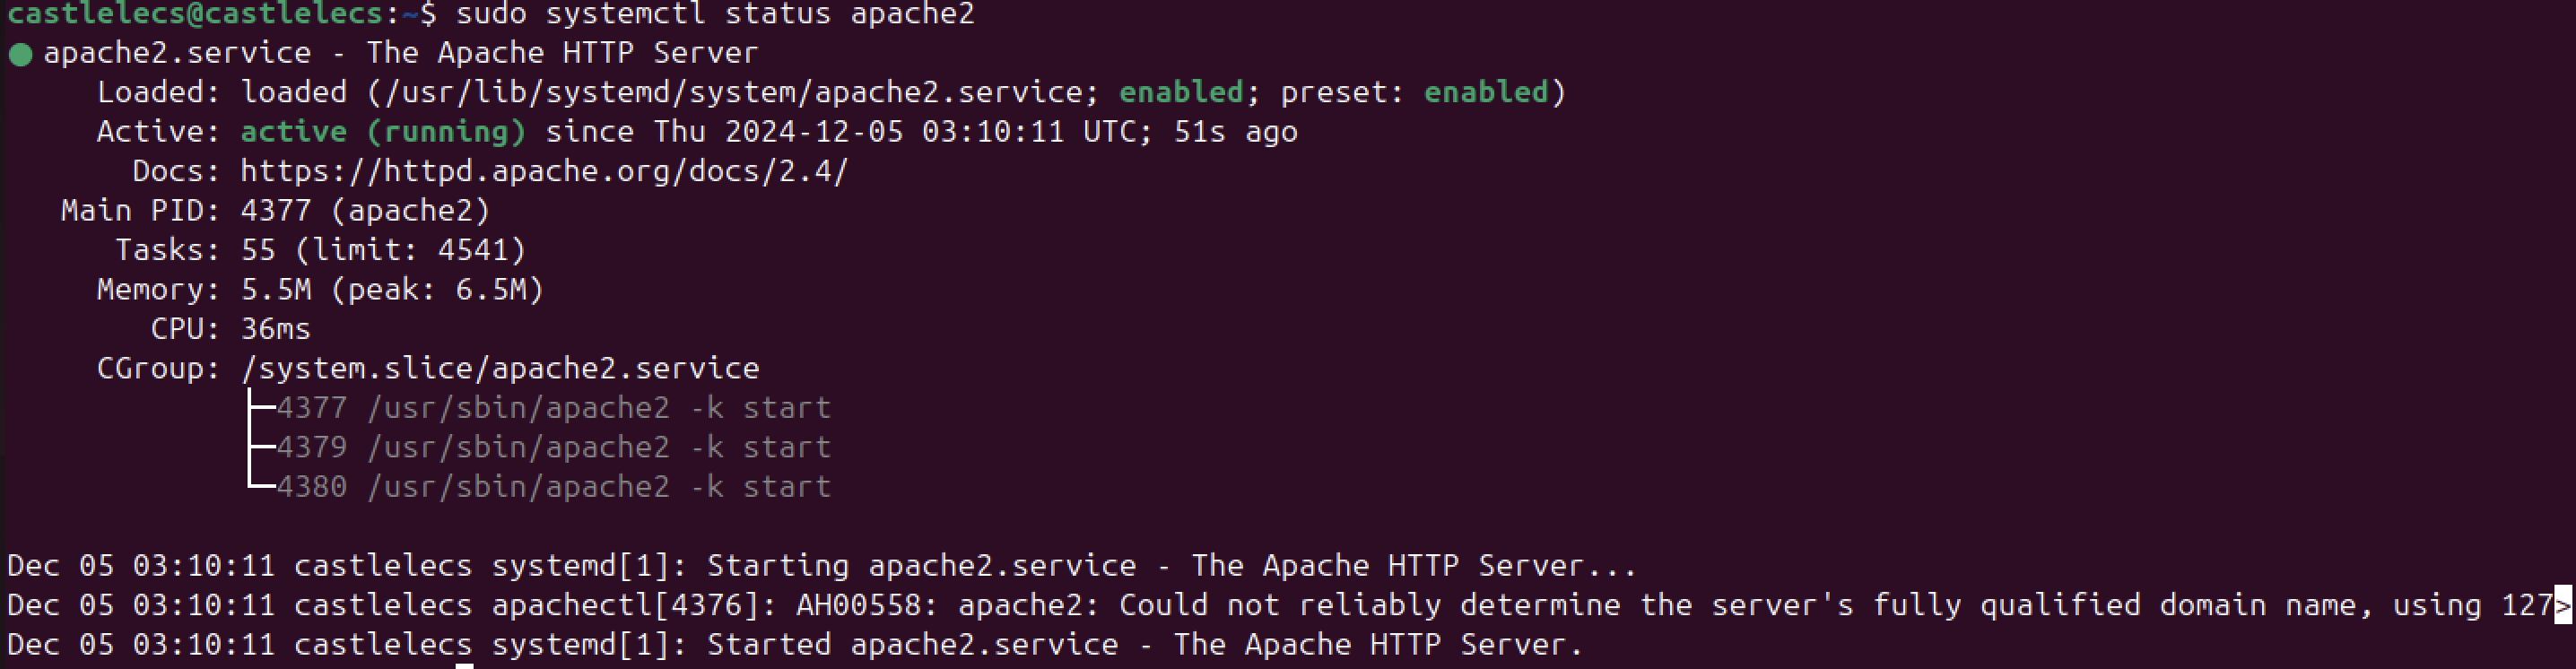 castlelecs@castlelecs:~$ sudo systemctl status apache2
● apache2.service - The Apache HTTP Server
     Loaded: loaded (/usr/lib/systemd/system/apache2.service; enabled; preset: enabled)
     Active: active (running) since Thu 2024-12-05 03:10:11 UTC; 51s ago
       Docs: https://httpd.apache.org/docs/2.4/
   Main PID: 4377 (apache2)
      Tasks: 55 (limit: 4541)
     Memory: 5.5M (peak: 6.5M)
        CPU: 36ms
     CGroup: /system.slice/apache2.service
             ├─4377 /usr/sbin/apache2 -k start
             ├─4379 /usr/sbin/apache2 -k start
             └─4380 /usr/sbin/apache2 -k start
Dec 05 03:10:11 castlelecs systemd[1]: Starting apache2.service - The Apache HTTP Server...
Dec 05 03:10:11 castlelecs apachectl[4376]: AH00558: apache2: Could not reliably determine the server's fully qualified domain name, using 127>
Dec 05 03:10:11 castlelecs systemd[1]: Started apache2.service - The Apache HTTP Server.